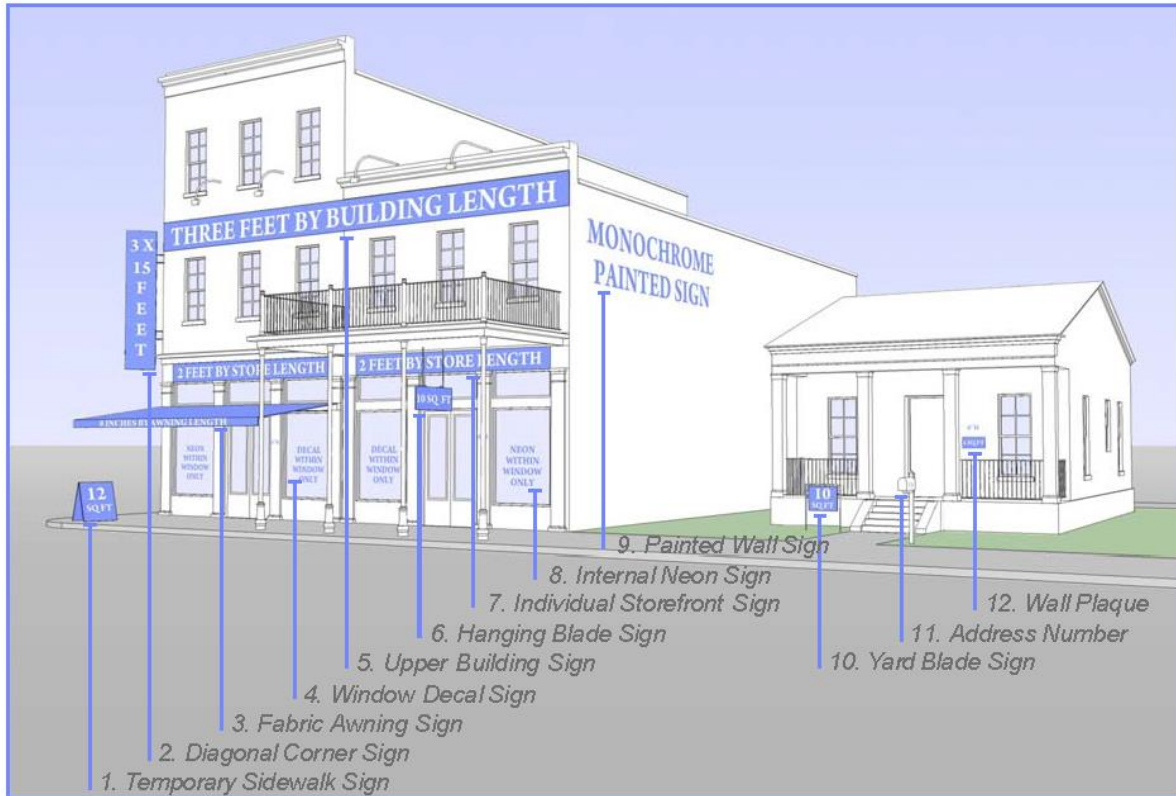 THREE FEET BY BUILDING LENGTH
MONOCHROME
PAINTED SIGN
3 X
15
F
E
E
T
2 FEET BY STORE LENGTH
2 FEET BY STORE LENGTH
10 SQ FT
8 INCHES BY AWNING LENGTH
NEON
WITHIN
WINDOW
ONLY
DECAL
WITHIN
WINDOW
ONLY
DECAL
WITHIN
WINDOW
ONLY
NEON
WITHIN
WINDOW
ONLY
12
SQ FT
10
SQ FT
9. Painted Wall Sign
8. Internal Neon Sign
7. Individual Storefront Sign
6. Hanging Blade Sign
5. Upper Building Sign
4. Window Decal Sign
3. Fabric Awning Sign
2. Diagonal Corner Sign
1. Temporary Sidewalk Sign
12. Wall Plaque
11. Address Number
10. Yard Blade Sign